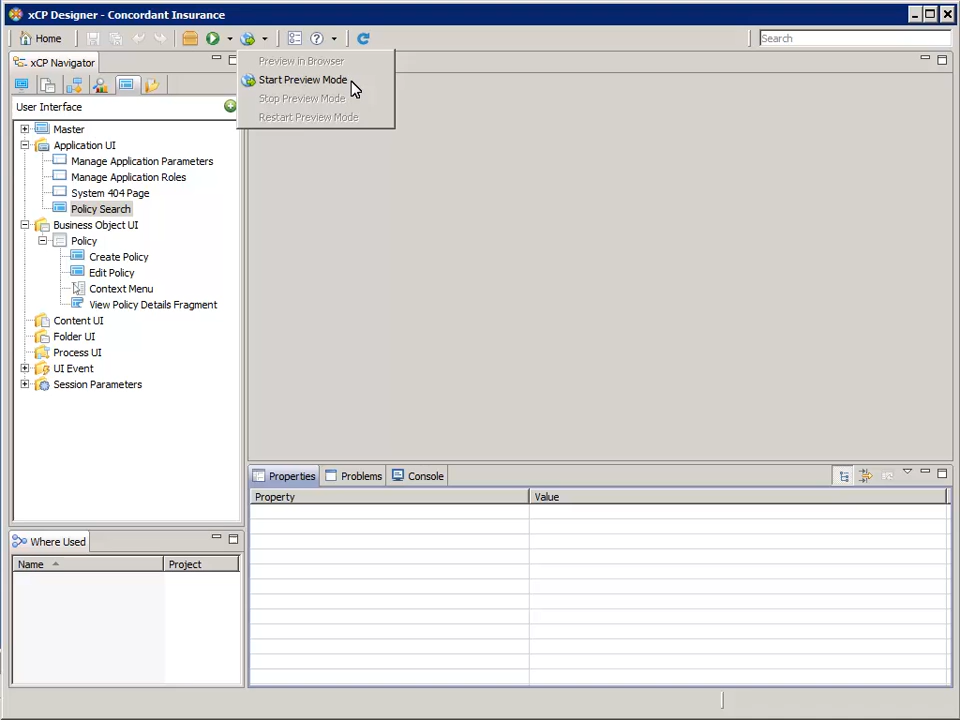 xCP Designer - Concordant Insurance
Home
Search
Preview in Browser
Start Preview Mode
Stop Preview Mode
Restart Preview Mode
xCP Navigator
User Interface
Master
Application UI
Manage Application Parameters
Manage Application Roles
System 404 Page
Policy Search
Business Object UI
Policy
Create Policy
Edit Policy
Context Menu
View Policy Details Fragment
Content UI
Folder UI
Process UI
UI Event
Session Parameters
Properties Problems Console
Property Value
Where Used
Name Project